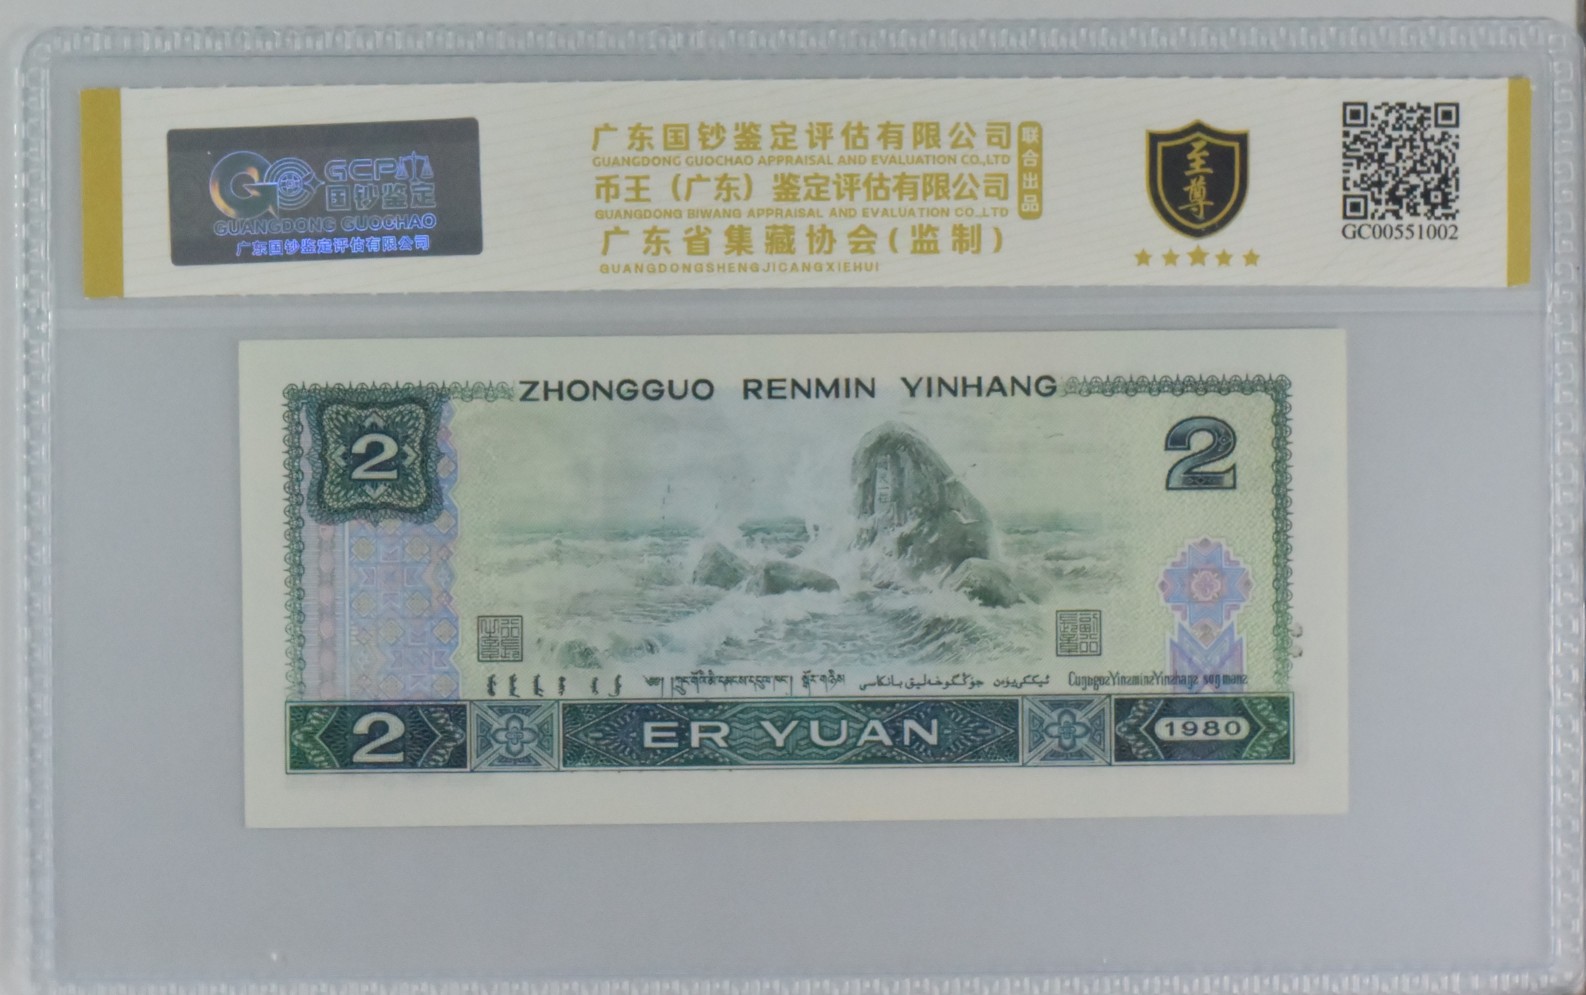 GCPA
国钞鉴定
GUANGDONG GUOCHAO
广东国钞鉴定评估有限公司
广东国钞鉴定评估有限公司
GUANGDONG GUOCHAO APPRAISAL AND EVALUATION CO.,LTD
币王（广东）鉴定评估有限公司
GUANGDONG BIWANG APPRAISAL AND EVALUATION CO.,LTD
广东省集藏协会(监制)
GUANGDONGSHENGJICANGXIEHUI
联合出品
至尊
GC00551002
ZHONGGUO RENMIN YINHANG
2
2
2
ER YUAN
1980